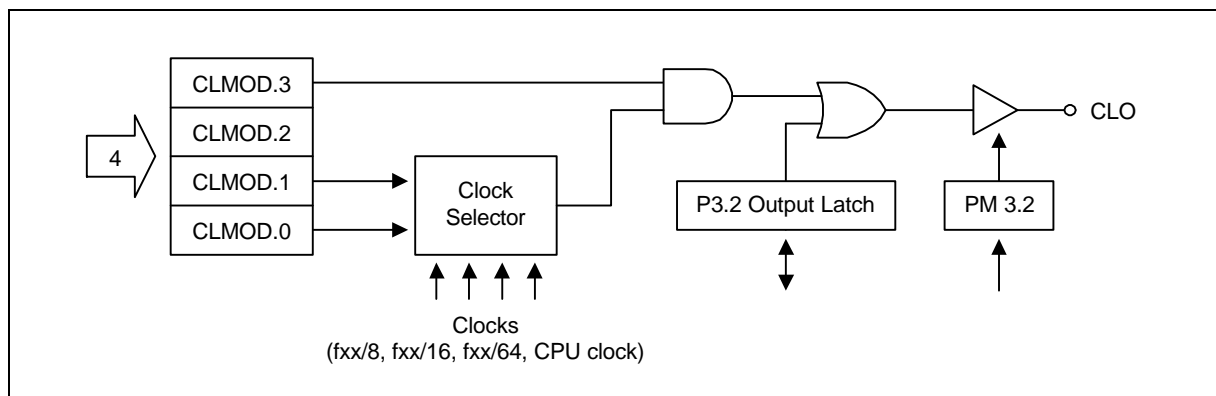 CLMOD.3
CLMOD.2
CLMOD.1
CLMOD.0
4
Clock
Selector
P3.2 Output Latch
PM 3.2
CLO
Clocks
(fxx/8, fxx/16, fxx/64, CPU clock)